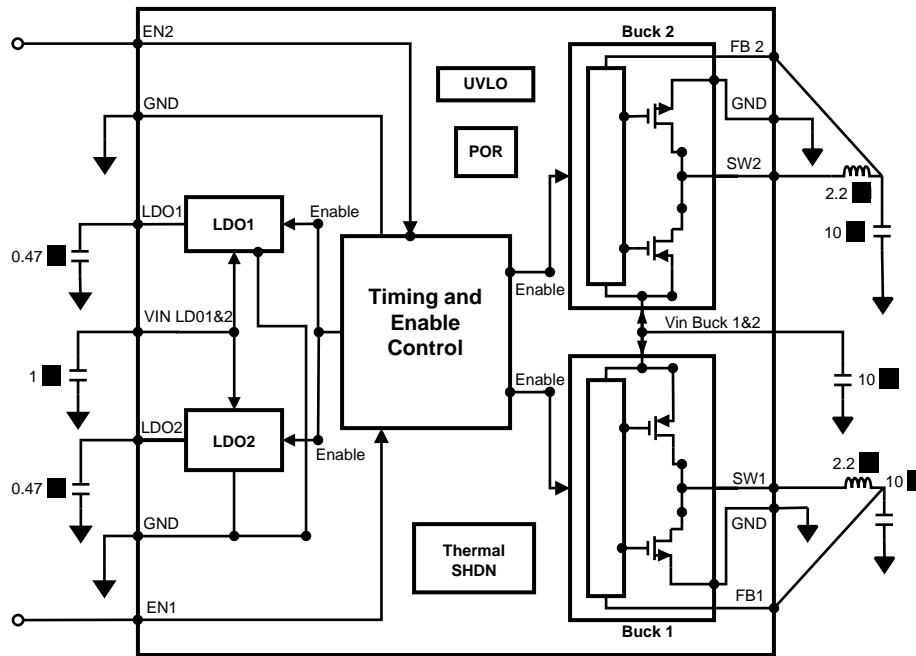 EN2
Buck 2
FB 2
UVLO
GND
GND
POR
SW2
LDO1
LDO1
Enable
2.2
0.47
10
Timing and
Enable
Control
Enable
VIN LD01&2
Vin Buck 1&2
1
Enable
10
LDO2
LDO2
Enable
2.2
0.47
SW1
10
GND
GND
Thermal
SHDN
EN1
FB1
Buck 1